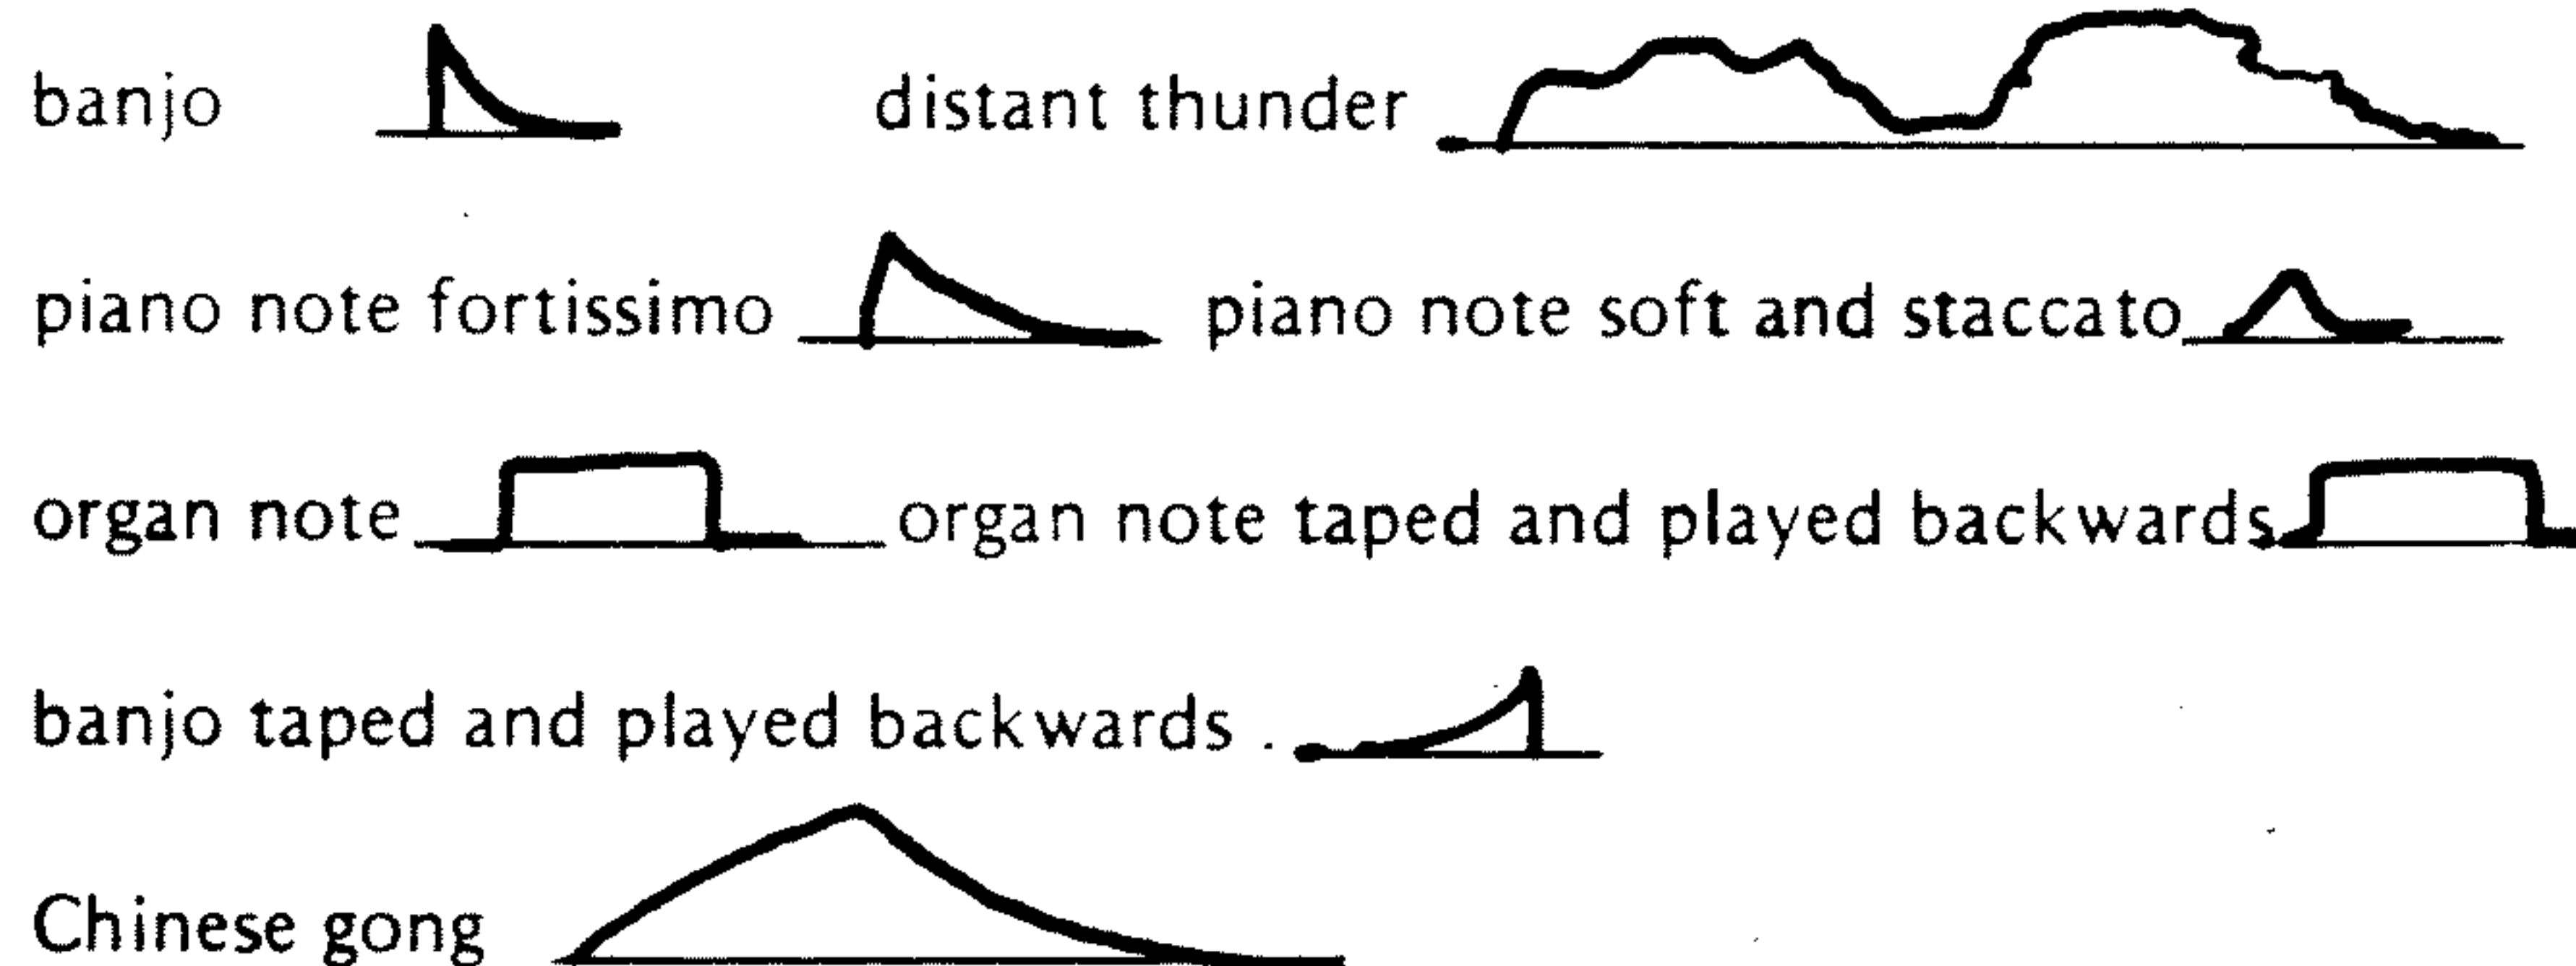 banjo distant thunder
piano note fortissimo piano note soft and staccato
organ note organ note taped and played backwards
banjo taped and played backwards
Chinese gong